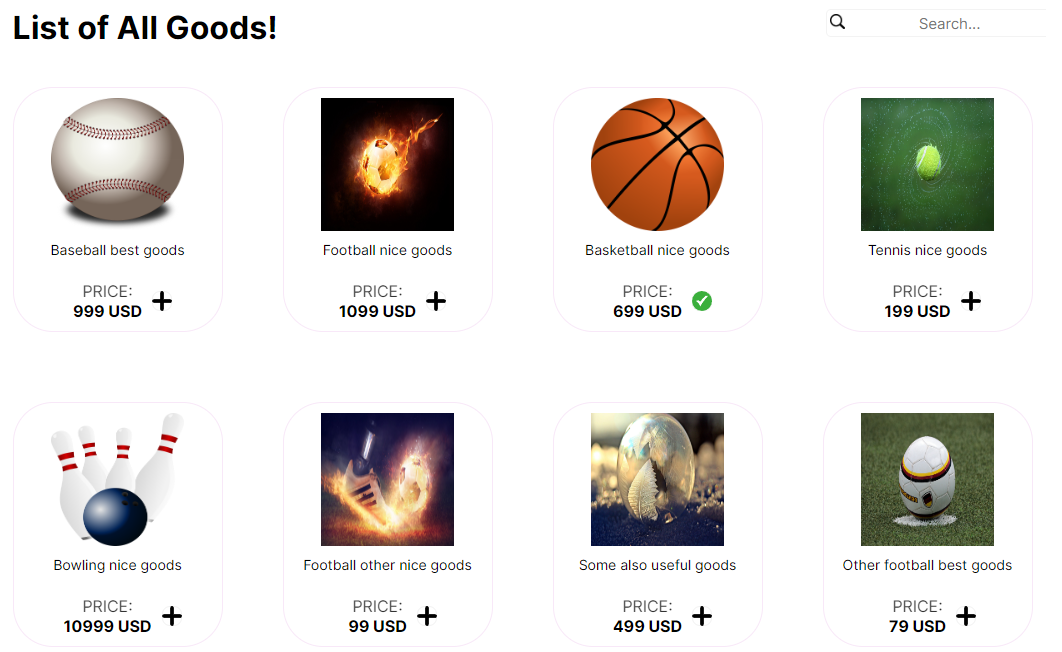 List of All Goods!
Search...
Baseball best goods
PRICE:
999 USD
Football nice goods
PRICE:
1099 USD
Basketball nice goods
PRICE:
699 USD
Tennis nice goods
PRICE:
199 USD
Bowling nice goods
PRICE:
10999 USD
Football other nice goods
PRICE:
99 USD
Some also useful goods
PRICE:
499 USD
Other football best goods
PRICE:
79 USD